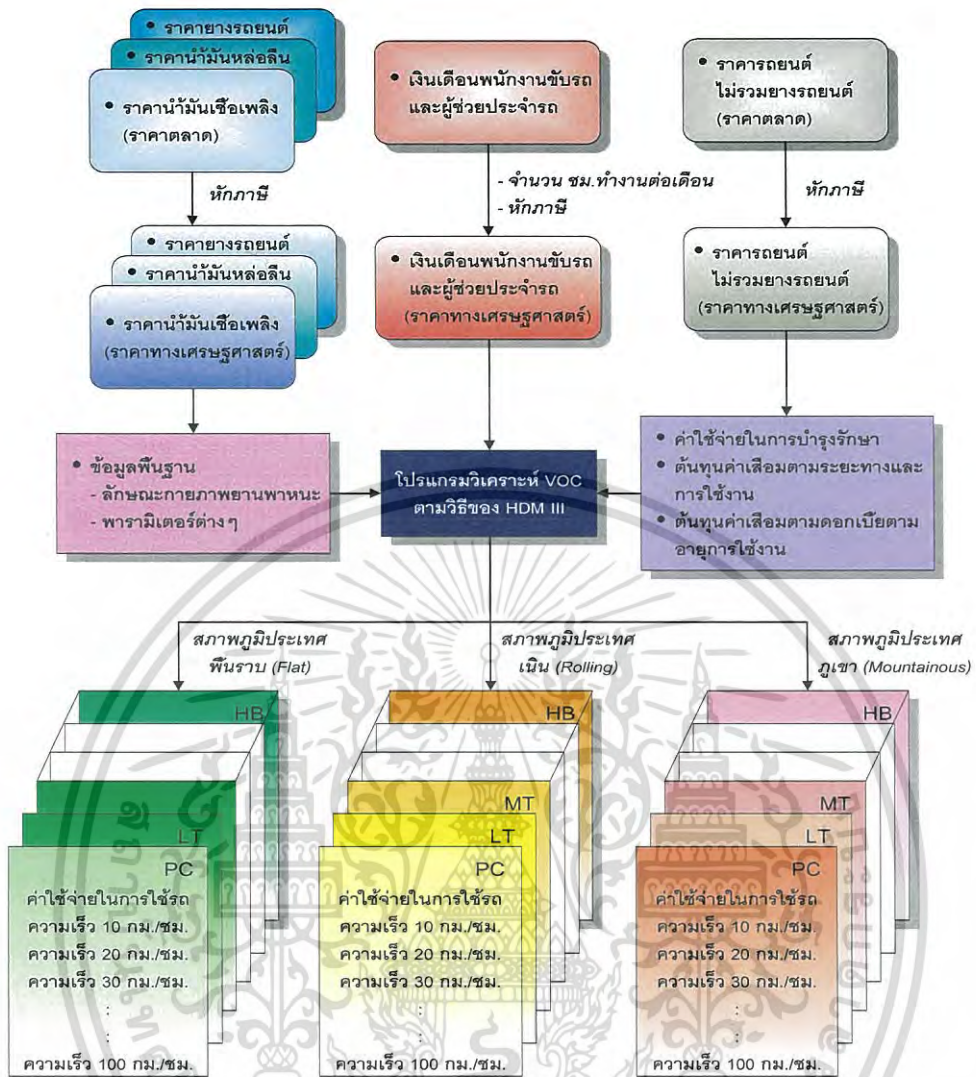 • ราคายางรถยนต์
• ราคาน้ำมันหล่อลื่น
• ราคาน้ำมันเชื้อเพลิง
(ราคาตลาด)
• เงินเดือนพนักงานขับรถ
และผู้ช่วยประจำรถ
• ราคารถยนต์
ไม่รวมยางรถยนต์
(ราคาตลาด)
หักภาษี
- จำนวน ชม.ทำงานต่อเดือน
- หักภาษี
หักภาษี
• ราคายางรถยนต์
• ราคาน้ำมันหล่อลื่น
• ราคาน้ำมันเชื้อเพลิง
(ราคาทางเศรษฐศาสตร์)
• เงินเดือนพนักงานขับรถ
และผู้ช่วยประจำรถ
(ราคาทางเศรษฐศาสตร์)
• ราคารถยนต์
ไม่รวมยางรถยนต์
(ราคาทางเศรษฐศาสตร์)
• ข้อมูลพื้นฐาน
- ลักษณะกายภาพยานพาหนะ
- พารามิเตอร์ต่างๆ
โปรแกรมวิเคราะห์ VOC
ตามวิธีของ HDM III
• ค่าใช้จ่ายในการบำรุงรักษา
• ต้นทุนค่าเสื่อมตามระยะทางและ
การใช้งาน
• ต้นทุนค่าเสื่อมตามดอกเบี้ยตาม
อายุการใช้งาน
สภาพภูมิประเทศ
พื้นราบ (Flat)
สภาพภูมิประเทศ
เนิน (Rolling)
สภาพภูมิประเทศ
ภูเขา (Mountainous)
HB
LT
PC
ค่าใช้จ่ายในการใช้รถ
ความเร็ว 10 กม./ชม.
ความเร็ว 20 กม./ชม.
ความเร็ว 30 กม./ชม.
:
:
ความเร็ว 100 กม./ชม.
HB
MT
LT
PC
ค่าใช้จ่ายในการใช้รถ
ความเร็ว 10 กม./ชม.
ความเร็ว 20 กม./ชม.
ความเร็ว 30 กม./ชม.
:
:
ความเร็ว 100 กม./ชม.
HB
MT
LT
PC
ค่าใช้จ่ายในการใช้รถ
ความเร็ว 10 กม./ชม.
ความเร็ว 20 กม./ชม.
ความเร็ว 30 กม./ชม.
:
:
ความเร็ว 100 กม./ชม.